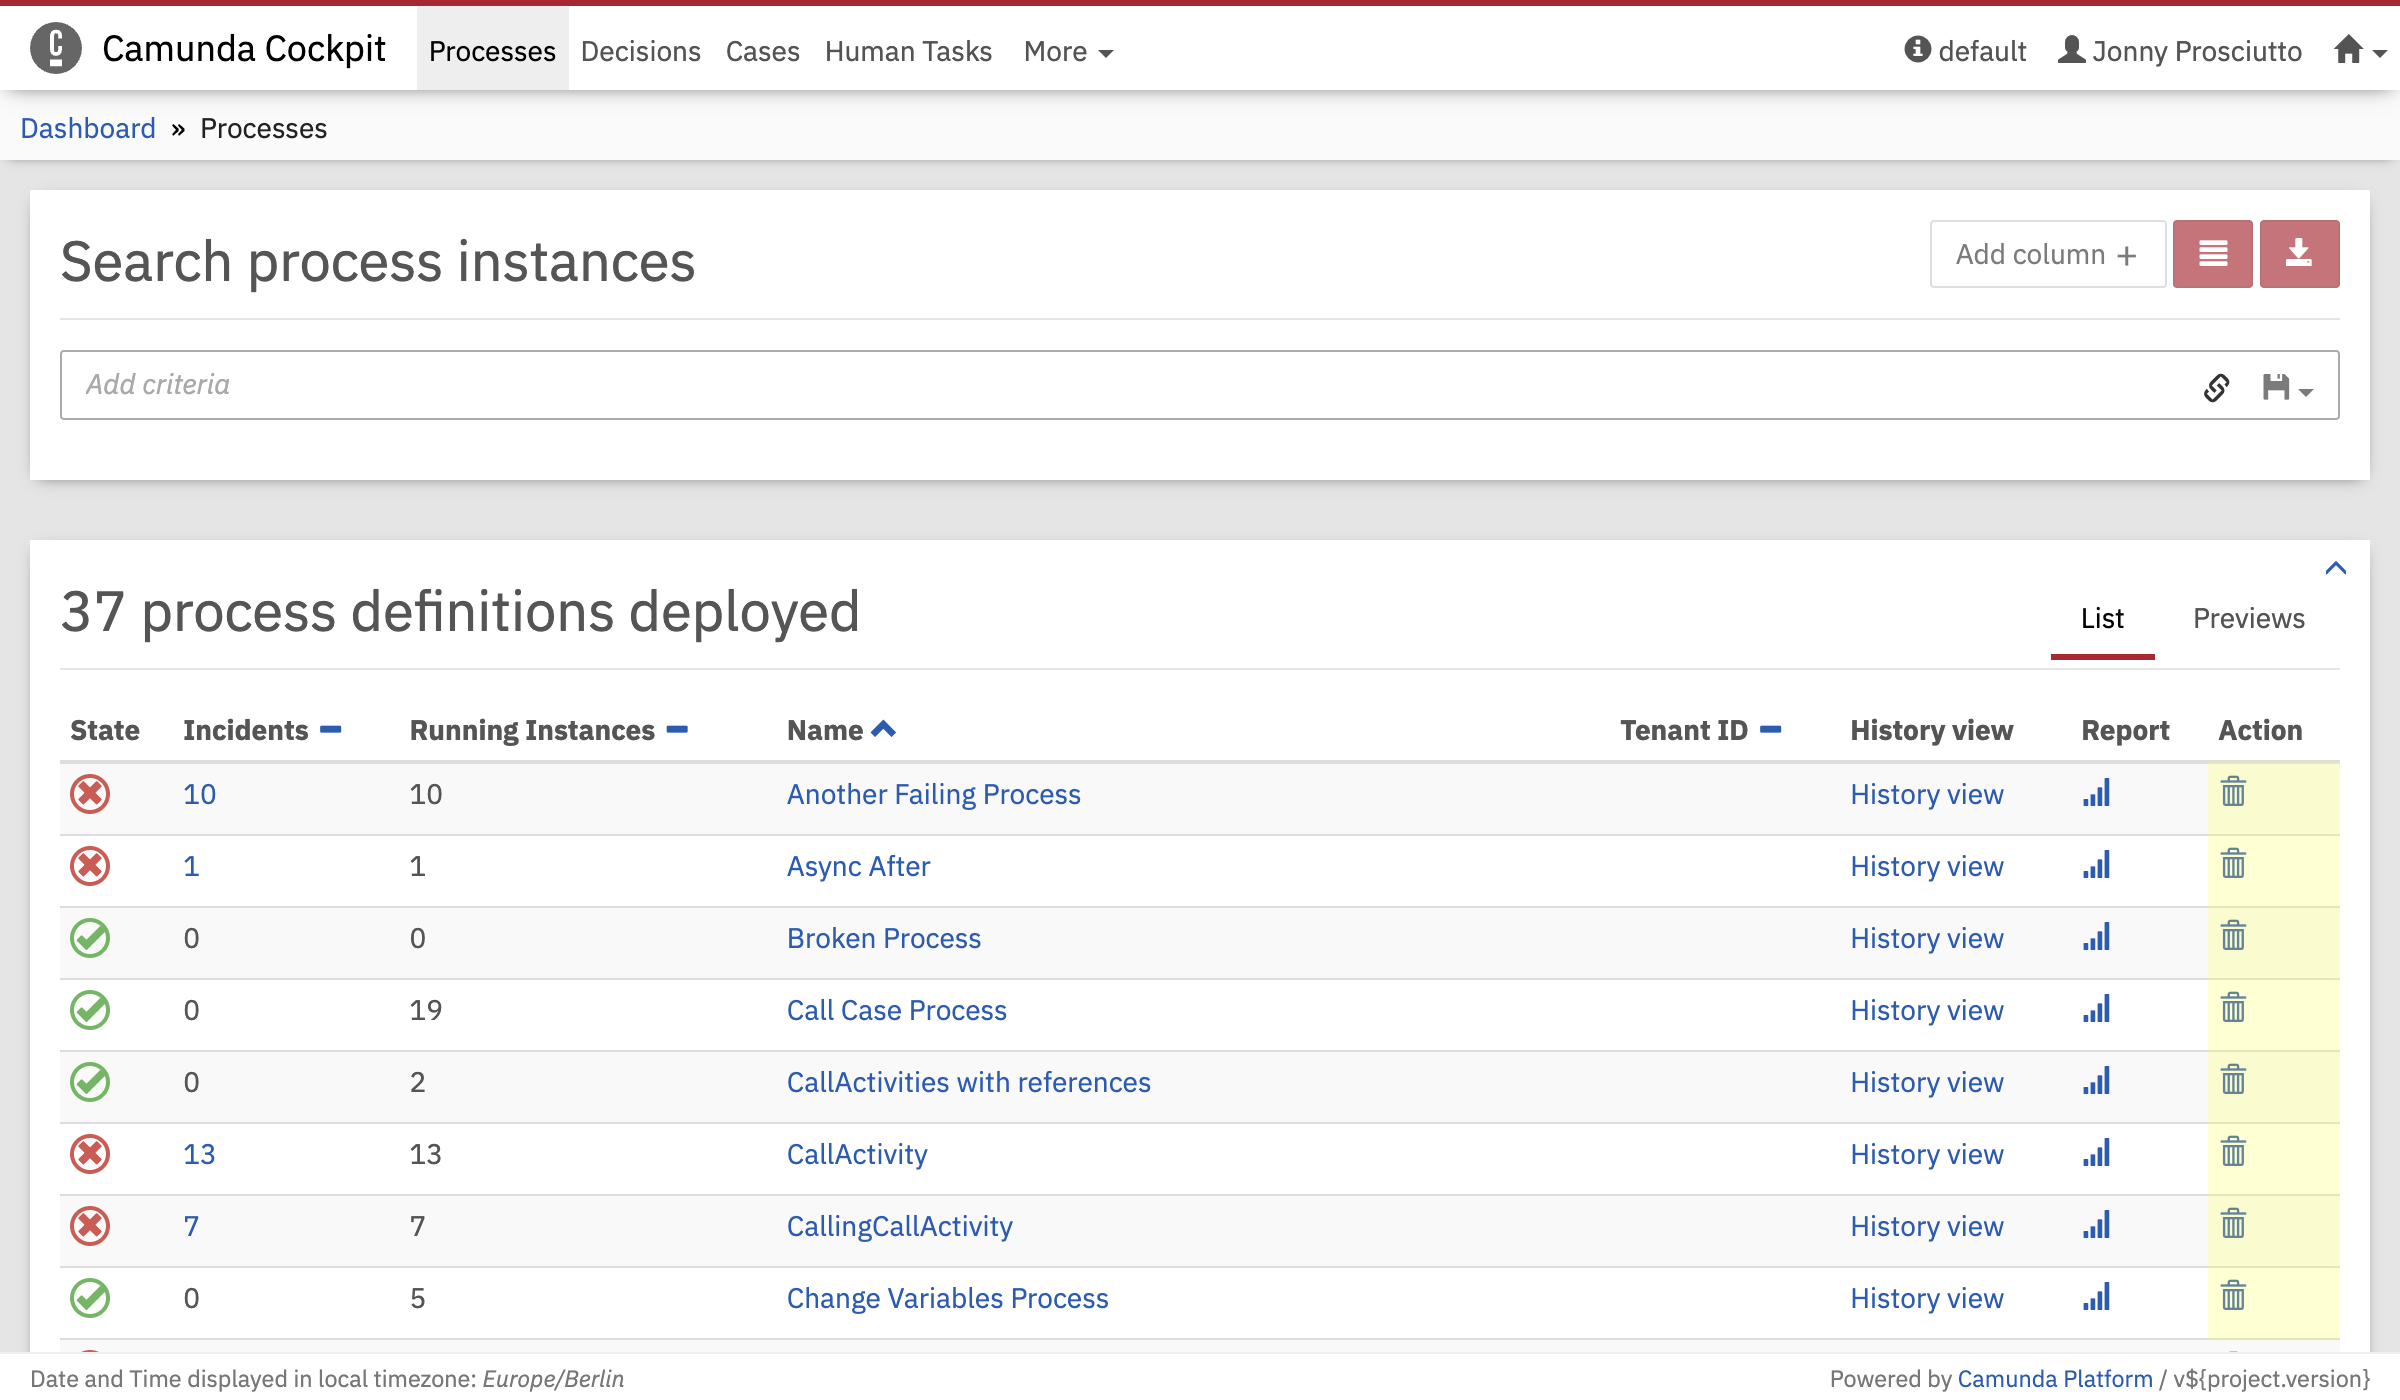 Camunda Cockpit Processes Decisions Cases Human Tasks More default Jonny Prosciutto
Dashboard » Processes
Search process instances Add column +
Add criteria
37 process definitions deployed
List Previews
State Incidents Running Instances Name Tenant ID History view Report Action
10 10 Another Failing Process History view
1 1 Async After History view
0 0 Broken Process History view
0 19 Call Case Process History view
0 2 CallActivities with references History view
13 13 CallActivity History view
7 7 CallingCallActivity History view
0 5 Change Variables Process History view
Date and Time displayed in local timezone: Europe/Berlin Powered by Camunda Platform / v${project.version}